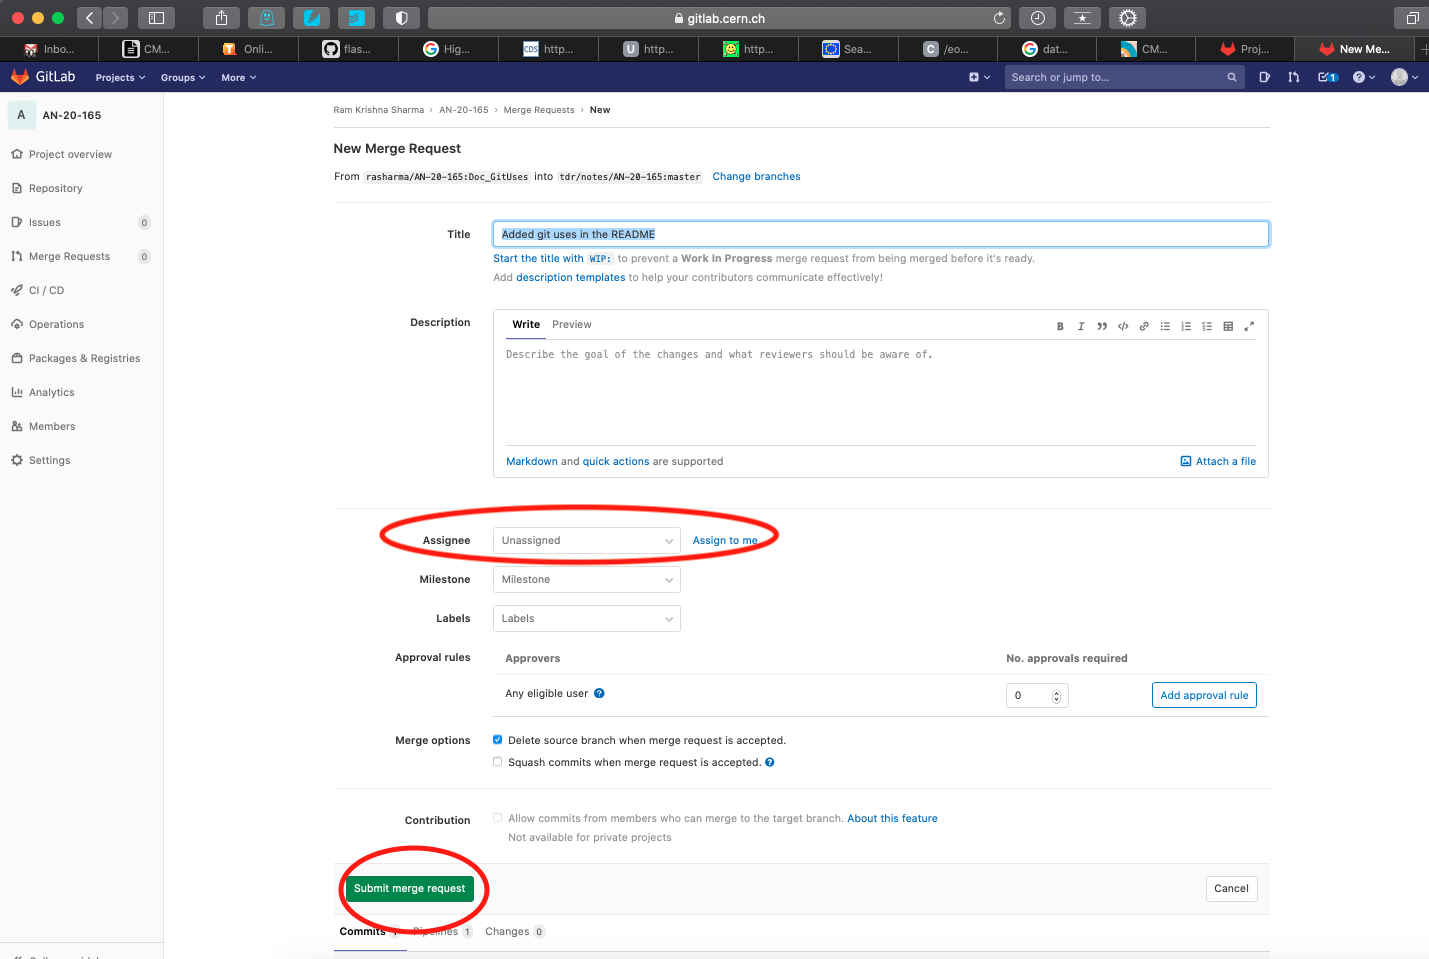 gitlab.cern.ch
Inbo... CM... Onli... flas... Hig... CDS http... U http... http... Sea... C /eo... dat... CM... Proj... New Me...
GitLab Projects Groups More Search or jump to... 1
A AN-20-165
Project overview
Repository
Issues 0
Merge Requests 0
CI / CD
Operations
Packages & Registries
Analytics
Members
Settings
Ram Krishna Sharma › AN-20-165 › Merge Requests › New
New Merge Request
From rasharma/AN-20-165:Doc_GitUses into tdr/notes/AN-20-165:master Change branches
Title Added git uses in the README
Start the title with WIP: to prevent a Work In Progress merge request from being merged before it's ready.
Add description templates to help your contributors communicate effectively!
Description Write Preview
Describe the goal of the changes and what reviewers should be aware of.
Markdown and quick actions are supported Attach a file
Assignee Unassigned Assign to me
Milestone Milestone
Labels Labels
Approval rules Approvers No. approvals required
Any eligible user 0 Add approval rule
Merge options Delete source branch when merge request is accepted.
Squash commits when merge request is accepted.
Contribution Allow commits from members who can merge to the target branch. About this feature
Not available for private projects
Submit merge request Cancel
Commits 1 Pipelines 1 Changes 0